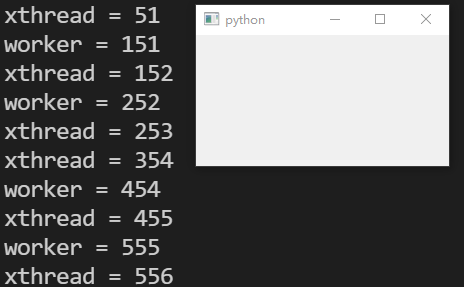 xthread = 51
python
worker = 151
xthread = 152
worker = 252
xthread = 253
xthread = 354
worker = 454
xthread = 455
worker = 555
xthread = 556